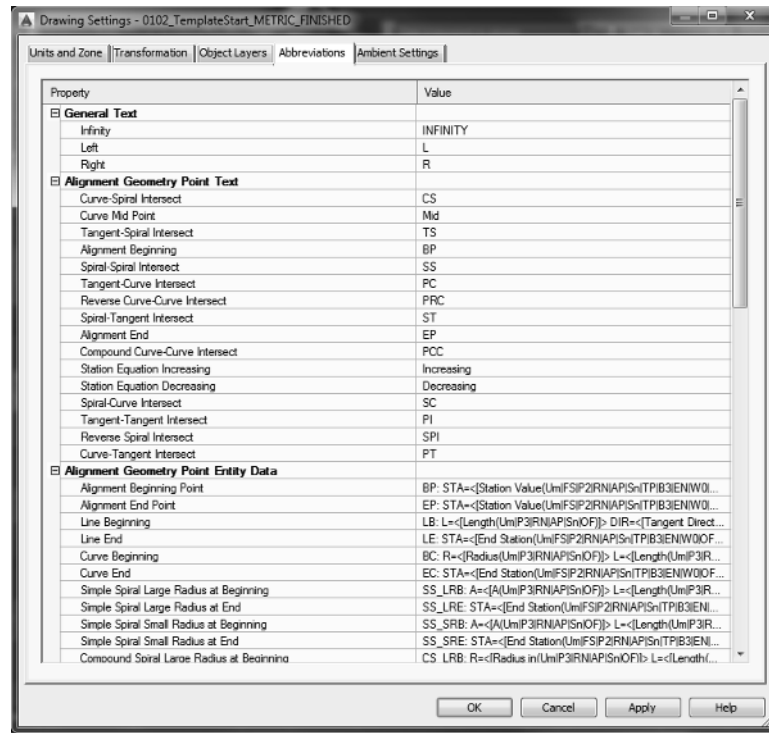 Drawing Settings - 0102_TemplateStart_METRIC_FINISHED
Units and Zone Transformation Object Layers Abbreviations Ambient Settings
Property Value
General Text
Infinity INFINITY
Left L
Right R
Alignment Geometry Point Text
Curve-Spiral Intersect CS
Curve Mid Point Mid
Tangent-Spiral Intersect TS
Alignment Beginning BP
Spiral-Spiral Intersect SS
Tangent-Curve Intersect PC
Reverse Curve-Curve Intersect PRC
Spiral-Tangent Intersect ST
Alignment End EP
Compound Curve-Curve Intersect PCC
Station Equation Increasing Increasing
Station Equation Decreasing Decreasing
Spiral-Curve Intersect SC
Tangent-Tangent Intersect PI
Reverse Spiral Intersect SPI
Curve-Tangent Intersect PT
Alignment Geometry Point Entity Data
Alignment Beginning Point BP: STA=<[Station Value(Um|FS|P2|RN|AP|Sn|TP|B3|EN|W0|...
Alignment End Point EP: STA=<[Station Value(Um|FS|P2|RN|AP|Sn|TP|B3|EN|W0|...
Line Beginning LB: L=<[Length(Um|P3|RN|AP|Sn|OF)]> DIR=<[Tangent Direct...
Line End LE: STA=<[End Station(Um|FS|P2|RN|AP|Sn|TP|B3|EN|W0|OF...
Curve Beginning BC: R=<[Radius(Um|P3|RN|AP|Sn|OF)]> L=<[Length(Um|P3|R...
Curve End EC: STA=<[End Station(Um|FS|P2|RN|AP|Sn|TP|B3|EN|W0|OF...
Simple Spiral Large Radius at Beginning SS_LRB: A=<[A(Um|P3|RN|AP|Sn|OF)]> L=<[Length(Um|P3|R...
Simple Spiral Large Radius at End SS_LRE: STA=<[End Station(Um|FS|P2|RN|AP|Sn|TP|B3|EN|...
Simple Spiral Small Radius at Beginning SS_SRB: A=<[A(Um|P3|RN|AP|Sn|OF)]> L=<[Length(Um|P3|R...
Simple Spiral Small Radius at End SS_SRE: STA=<[End Station(Um|FS|P2|RN|AP|Sn|TP|B3|EN|...
Compound Spiral Large Radius at Beginning CS_LRB: R=<[Radius in(Um|P3|RN|AP|Sn|OF)]> L=<[Length(...
OK Cancel Apply Help